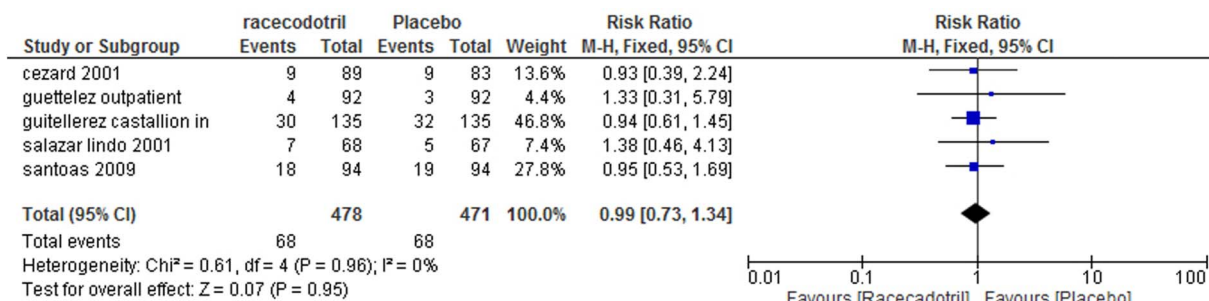 racecodotril Placebo Risk Ratio Risk Ratio
Study or Subgroup Events Total Events Total Weight M-H, Fixed, 95% CI M-H, Fixed, 95% CI
cezard 2001 9 89 9 83 13.6% 0.93 [0.39, 2.24]
guettelez outpatient 4 92 3 92 4.4% 1.33 [0.31, 5.79]
guitellerez castallion in 30 135 32 135 46.8% 0.94 [0.61, 1.45]
salazar lindo 2001 7 68 5 67 7.4% 1.38 [0.46, 4.13]
santoas 2009 18 94 19 94 27.8% 0.95 [0.53, 1.69]
Total (95% CI) 478 471 100.0% 0.99 [0.73, 1.34]
Total events 68 68
Heterogeneity: Chi² = 0.61, df = 4 (P = 0.96); I² = 0%
Test for overall effect: Z = 0.07 (P = 0.95)
0.01 0.1 1 10 100
Favours [Racecadotril] Favours [Placebo]